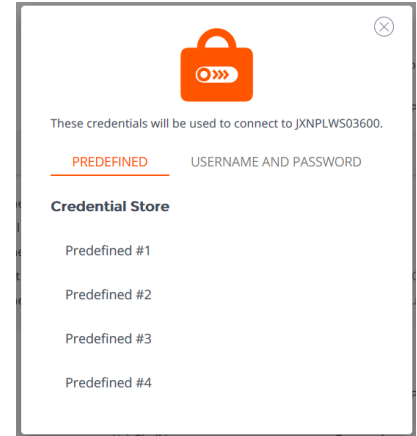 These credentials will be used to connect to JXNPLWS03600.
PREDEFINED USERNAME AND PASSWORD
Credential Store
Predefined #1
Predefined #2
Predefined #3
Predefined #4